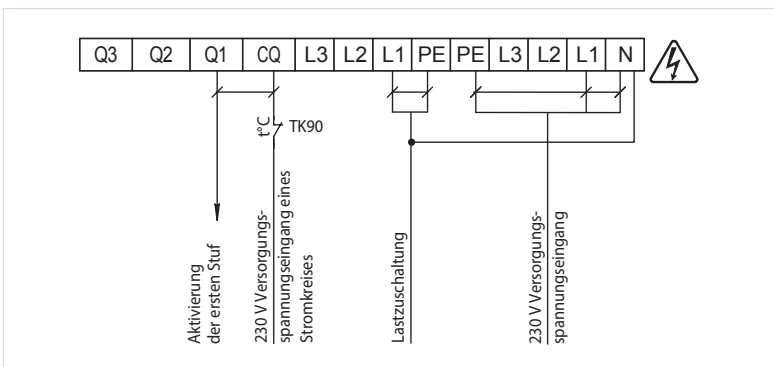 Q3 Q2 Q1 CQ L3 L2 L1 PE PE L3 L2 L1 N
t°C TK90
Aktivierung
der ersten Stuf
230 V Versorgungs-
spannungseingang eines
Stromkreises
Lastzuschaltung
230 V Versorgungs-
spannungseingang